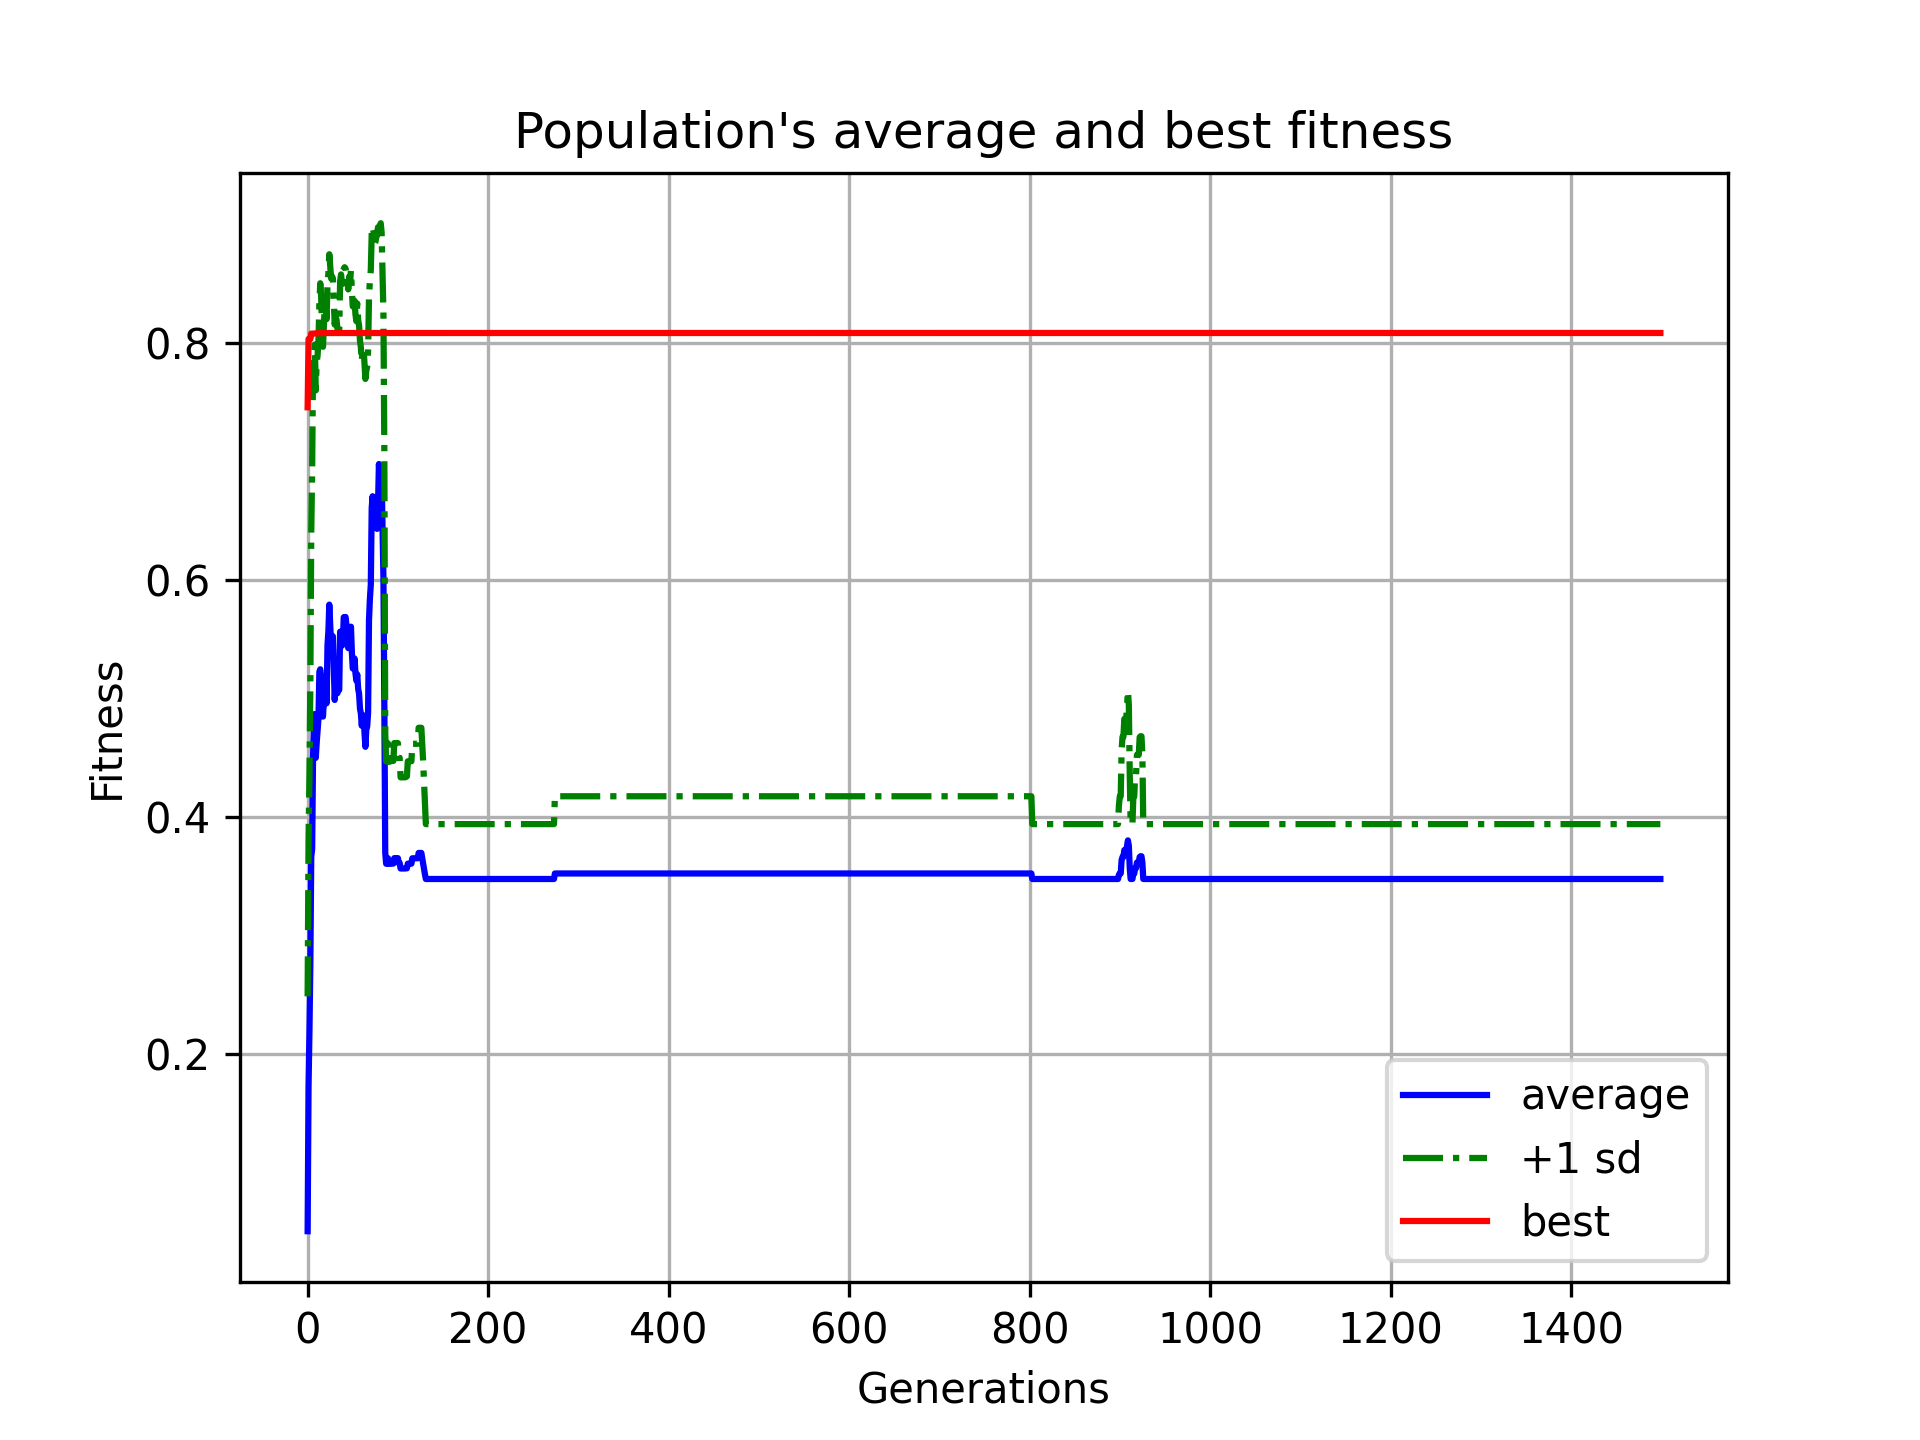 Population's average and best fitness
Fitness
0.8
0.6
0.4
0.2
0 200 400 600 800 1000 1200 1400
Generations
average
+1 sd
best